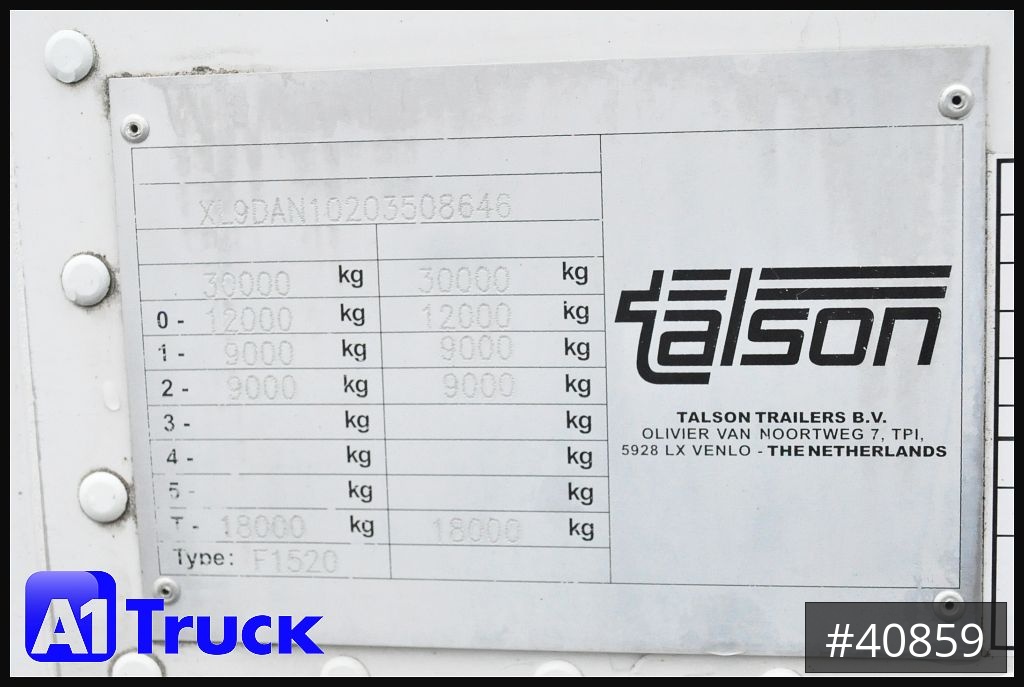 XL9DAN10203508646
30000 kg 30000 kg
0 - 12000 kg 12000 kg
1 - 9000 kg 9000 kg
2 - 9000 kg 9000 kg
3 - kg kg
4 - kg kg
5 - kg kg
T - 18000 kg 18000 kg
Type: F1520
talson
TALSON TRAILERS B.V.
OLIVIER VAN NOORTWEG 7, TPI,
5928 LX VENLO - THE NETHERLANDS
A1 Truck
#40859